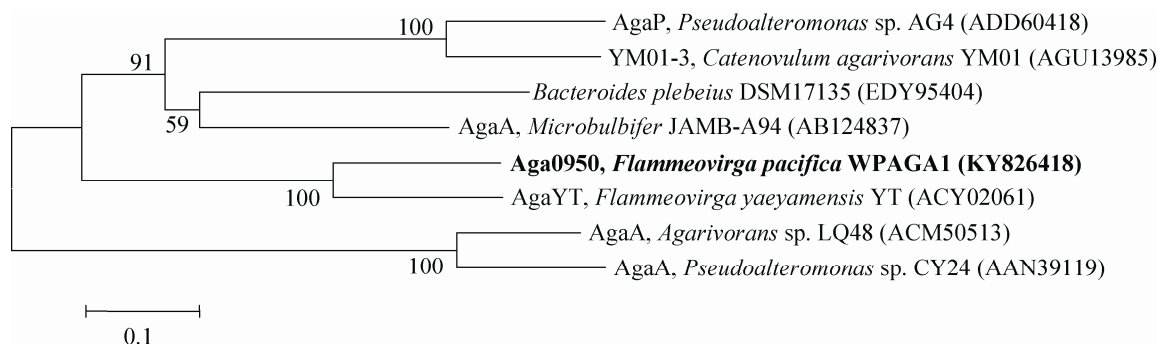 100
AgaP, Pseudoalteromonas sp. AG4 (ADD60418)
YM01-3, Catenovulum agarivorans YM01 (AGU13985)
91
Bacteroides plebeius DSM17135 (EDY95404)
59
AgaA, Microbulbifer JAMB-A94 (AB124837)
Aga0950, Flammeovirga pacifica WPAGA1 (KY826418)
100
AgaYT, Flammeovirga yaeyamensis YT (ACY02061)
AgaA, Agarivorans sp. LQ48 (ACM50513)
100
AgaA, Pseudoalteromonas sp. CY24 (AAN39119)
0.1